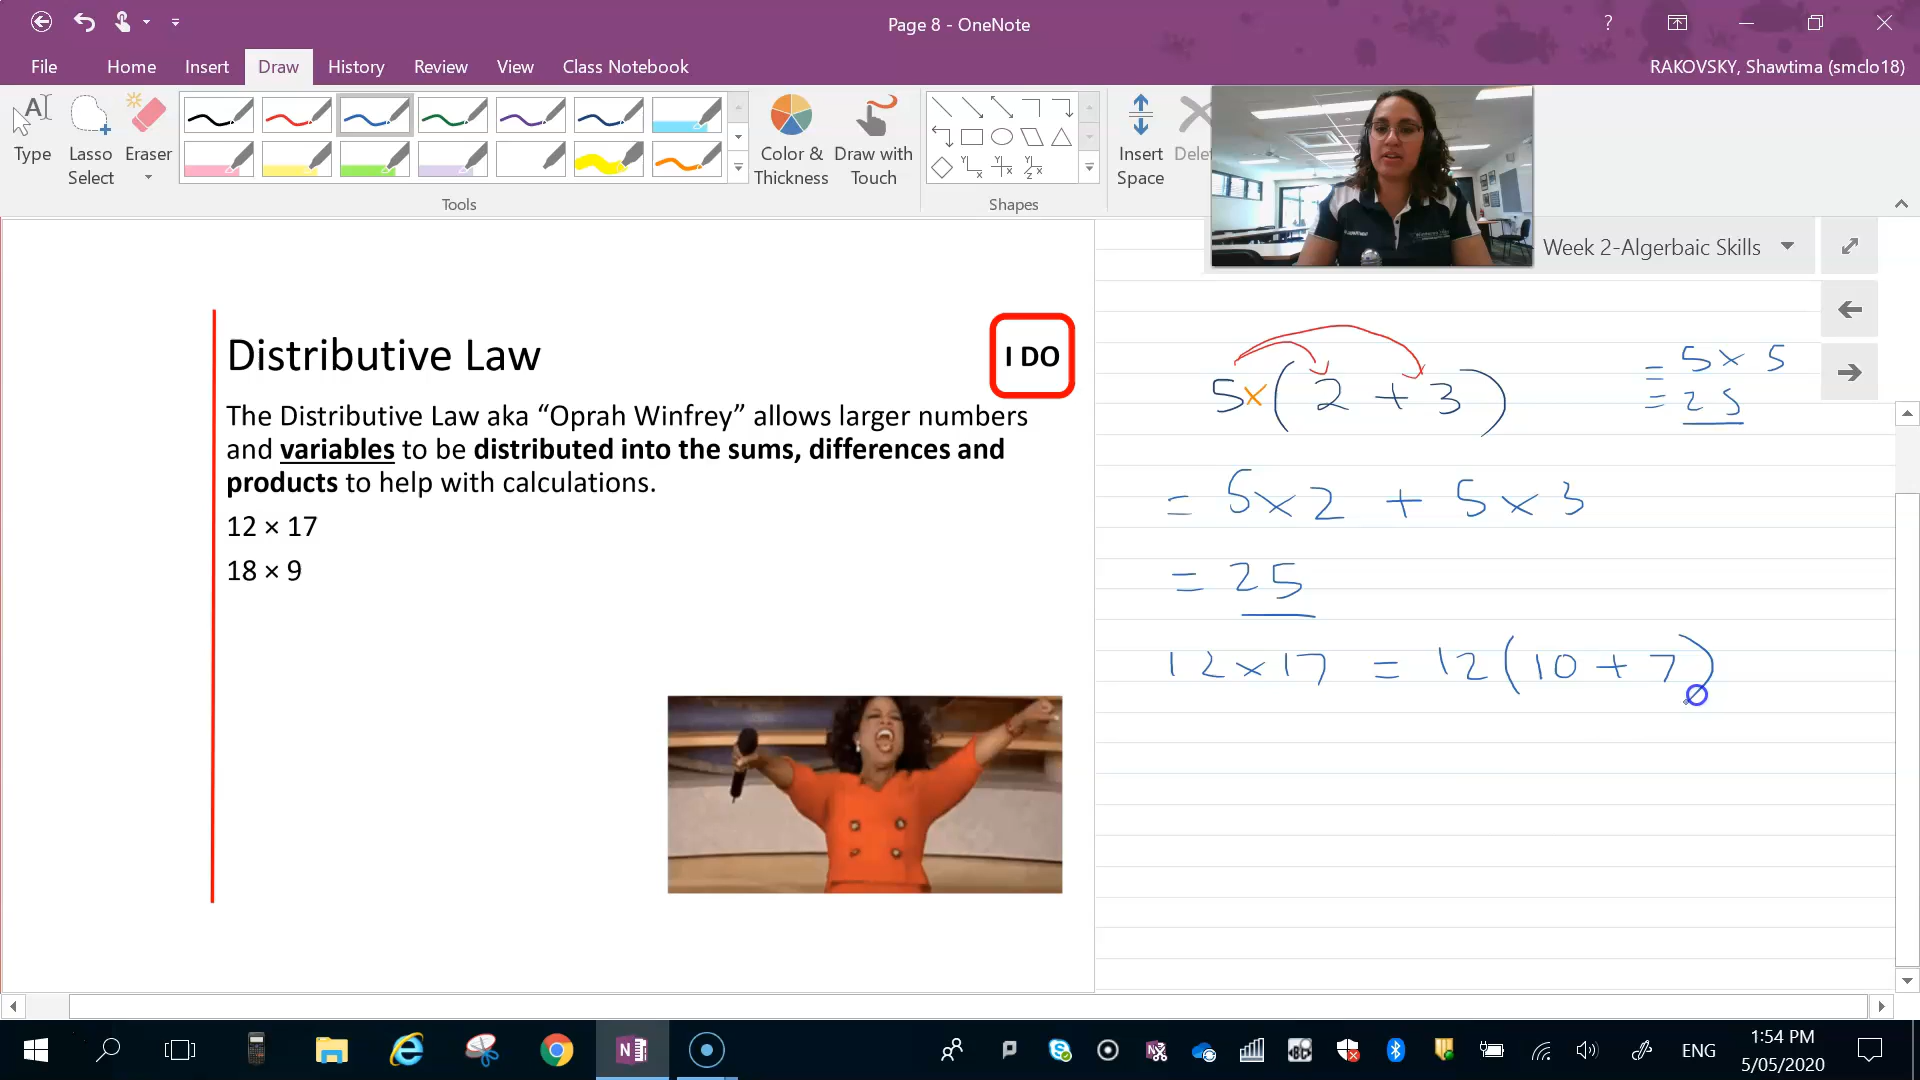 Page 8 - OneNote
?
File Home Insert Draw History Review View Class Notebook
RAKOVSKY, Shawtima (smclo18)
Type
Lasso Select
Eraser
Color & Thickness
Draw with Touch
Insert Space
Delet
Tools
Shapes
Week 2-Algerbaic Skills
Distributive Law
I DO
The Distributive Law aka “Oprah Winfrey” allows larger numbers
and variables to be distributed into the sums, differences and
products to help with calculations.
12 × 17
18 × 9
5×(2 + 3)
= 5 × 5
= 25
= 5×2 + 5×3
= 25
12×17 = 12(10 + 7)
ENG
1:54 PM
5/05/2020